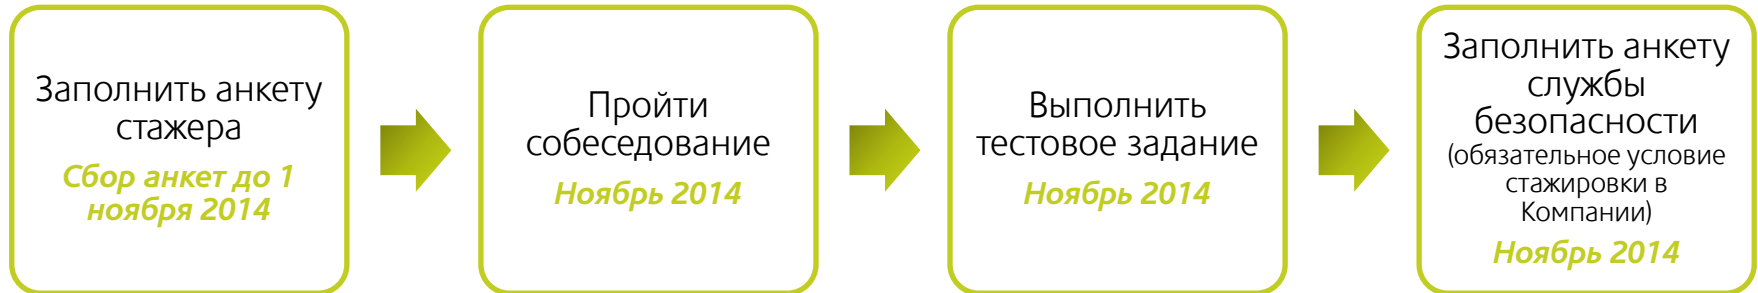 Заполнить анкету
стажера
Сбор анкет до 1
ноября 2014
Пройти
собеседование
Ноябрь 2014
Выполнить
тестовое задание
Ноябрь 2014
Заполнить анкету
службы
безопасности
(обязательное условие
стажировки в
Компании)
Ноябрь 2014